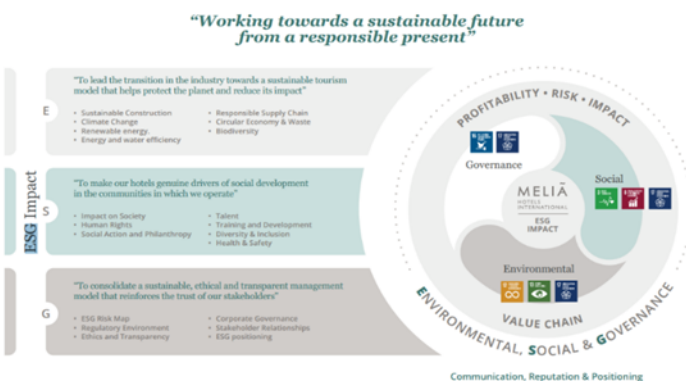 “Working towards a sustainable future
from a responsible present”
ESG Impact
E
“To lead the transition in the industry towards a sustainable tourism
model that helps protect the planet and reduce its impact”
• Sustainable Construction
• Climate Change
• Renewable energy.
• Energy and water efficiency
• Responsible Supply Chain
• Circular Economy & Waste
• Biodiversity
S
“To make our hotels genuine drivers of social development
in the communities in which we operate”
• Impact on Society
• Human Rights
• Social Action and Philanthropy
• Talent
• Training and Development
• Diversity & Inclusion
• Health & Safety
G
“To consolidate a sustainable, ethical and transparent management
model that reinforces the trust of our stakeholders”
• ESG Risk Map
• Regulatory Environment
• Ethics and Transparency
• Corporate Governance
• Stakeholder Relationships
• ESG positioning
PROFITABILITY • RISK • IMPACT
Governance
Social
MELIÃ
HOTELS
INTERNATIONAL
ESG
IMPACT
Environmental
VALUE CHAIN
ENVIRONMENTAL, SOCIAL & GOVERNANCE
Communication, Reputation & Positioning